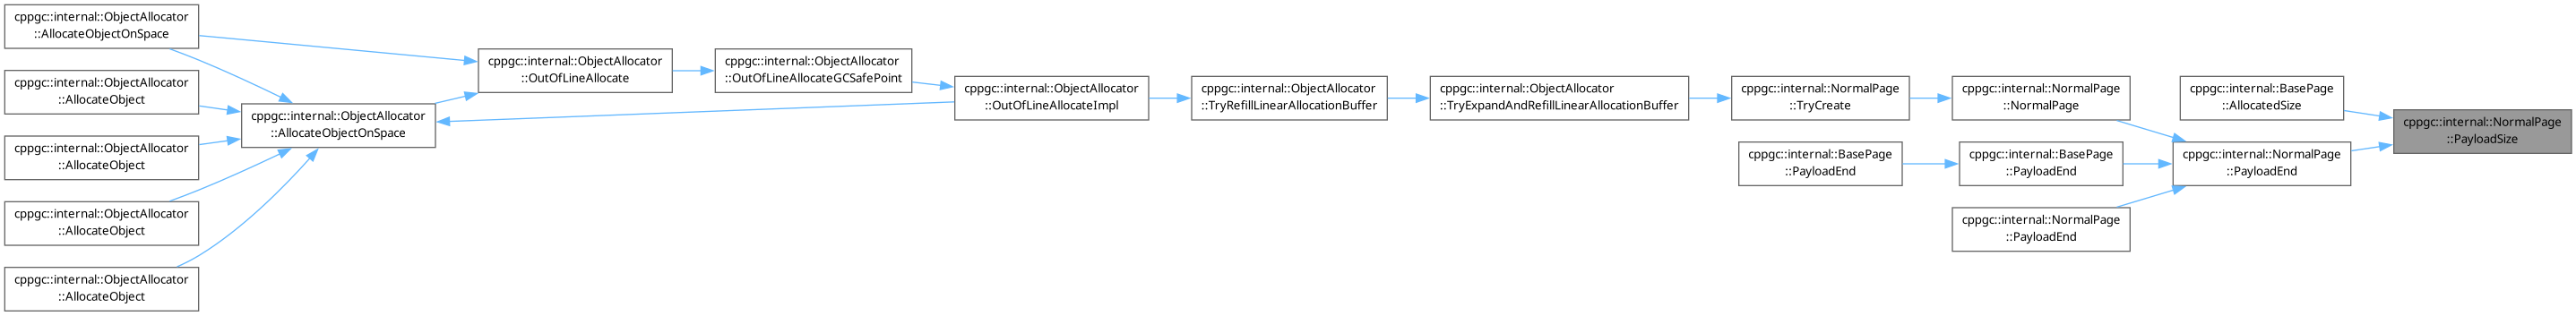 cppgc::internal::ObjectAllocator
::AllocateObjectOnSpace
cppgc::internal::ObjectAllocator
::AllocateObject
cppgc::internal::ObjectAllocator
::AllocateObject
cppgc::internal::ObjectAllocator
::AllocateObject
cppgc::internal::ObjectAllocator
::AllocateObject
cppgc::internal::ObjectAllocator
::AllocateObjectOnSpace
cppgc::internal::ObjectAllocator
::OutOfLineAllocate
cppgc::internal::ObjectAllocator
::OutOfLineAllocateGCSafePoint
cppgc::internal::ObjectAllocator
::OutOfLineAllocateImpl
cppgc::internal::ObjectAllocator
::TryRefillLinearAllocationBuffer
cppgc::internal::ObjectAllocator
::TryExpandAndRefillLinearAllocationBuffer
cppgc::internal::NormalPage
::TryCreate
cppgc::internal::BasePage
::PayloadEnd
cppgc::internal::NormalPage
::NormalPage
cppgc::internal::BasePage
::PayloadEnd
cppgc::internal::NormalPage
::PayloadEnd
cppgc::internal::BasePage
::AllocatedSize
cppgc::internal::NormalPage
::PayloadEnd
cppgc::internal::NormalPage
::PayloadSize